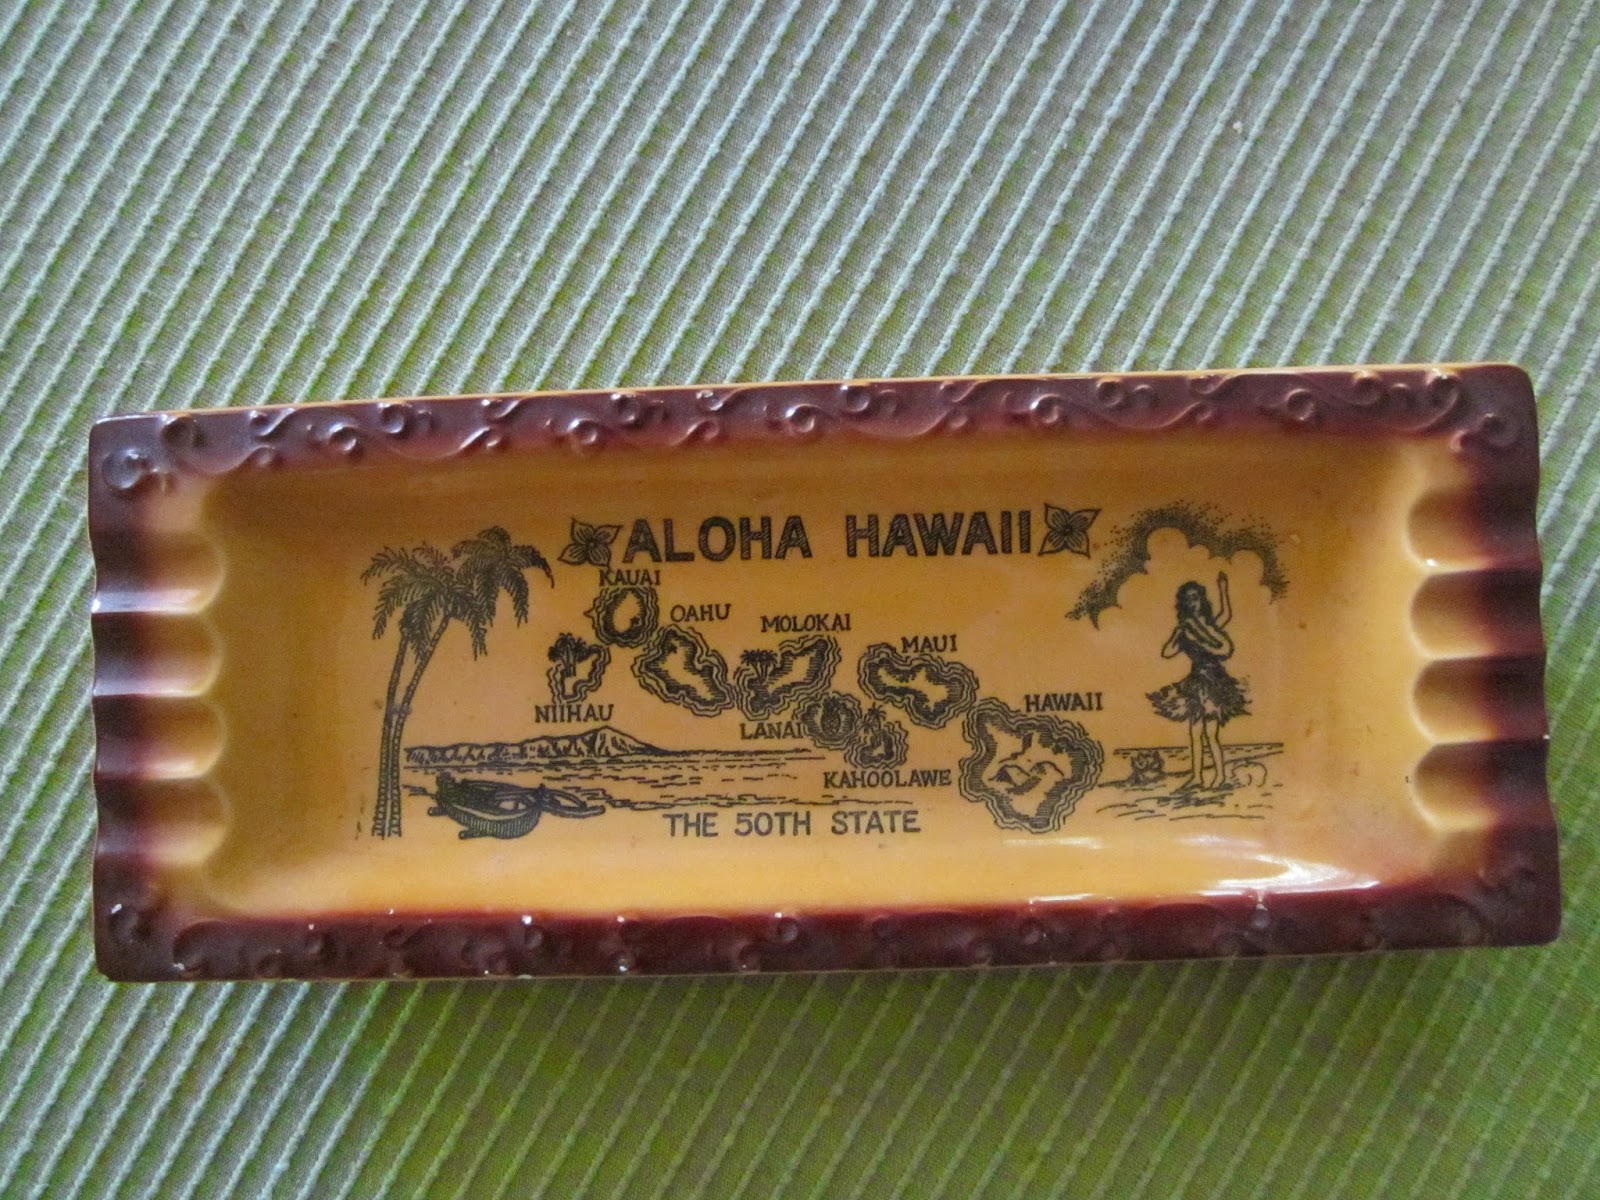 ALOHA HAWAII
KAUAI
OAHU
MOLOKAI
MAUI
NIIHAU
LANAI
HAWAII
KAHOOLAWE
THE 50TH STATE